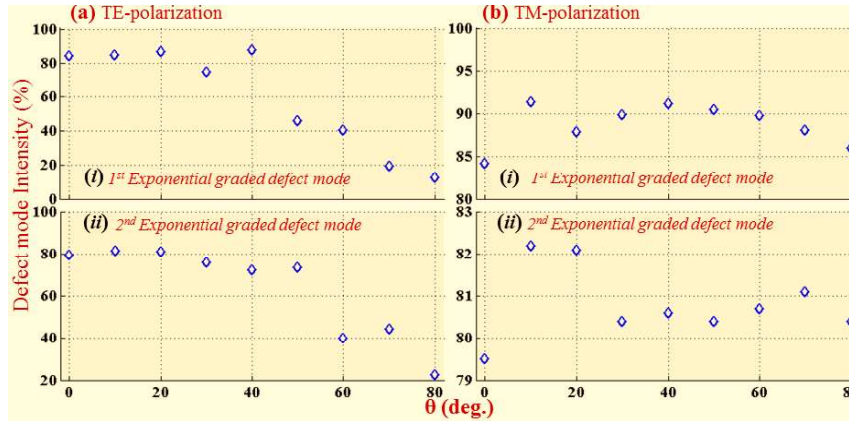 (a) TE-polarization
(b) TM-polarization
Defect mode Intensity (%)
100
80
60
40
20
0
(i) 1st Exponential graded defect mode
100
95
90
85
80
(i) 1st Exponential graded defect mode
100
80
60
40
20
(ii) 2nd Exponential graded defect mode
0 20 40 60 80
83
82
81
80
79
(ii) 2nd Exponential graded defect mode
0 20 40 60 80
θ (deg.)